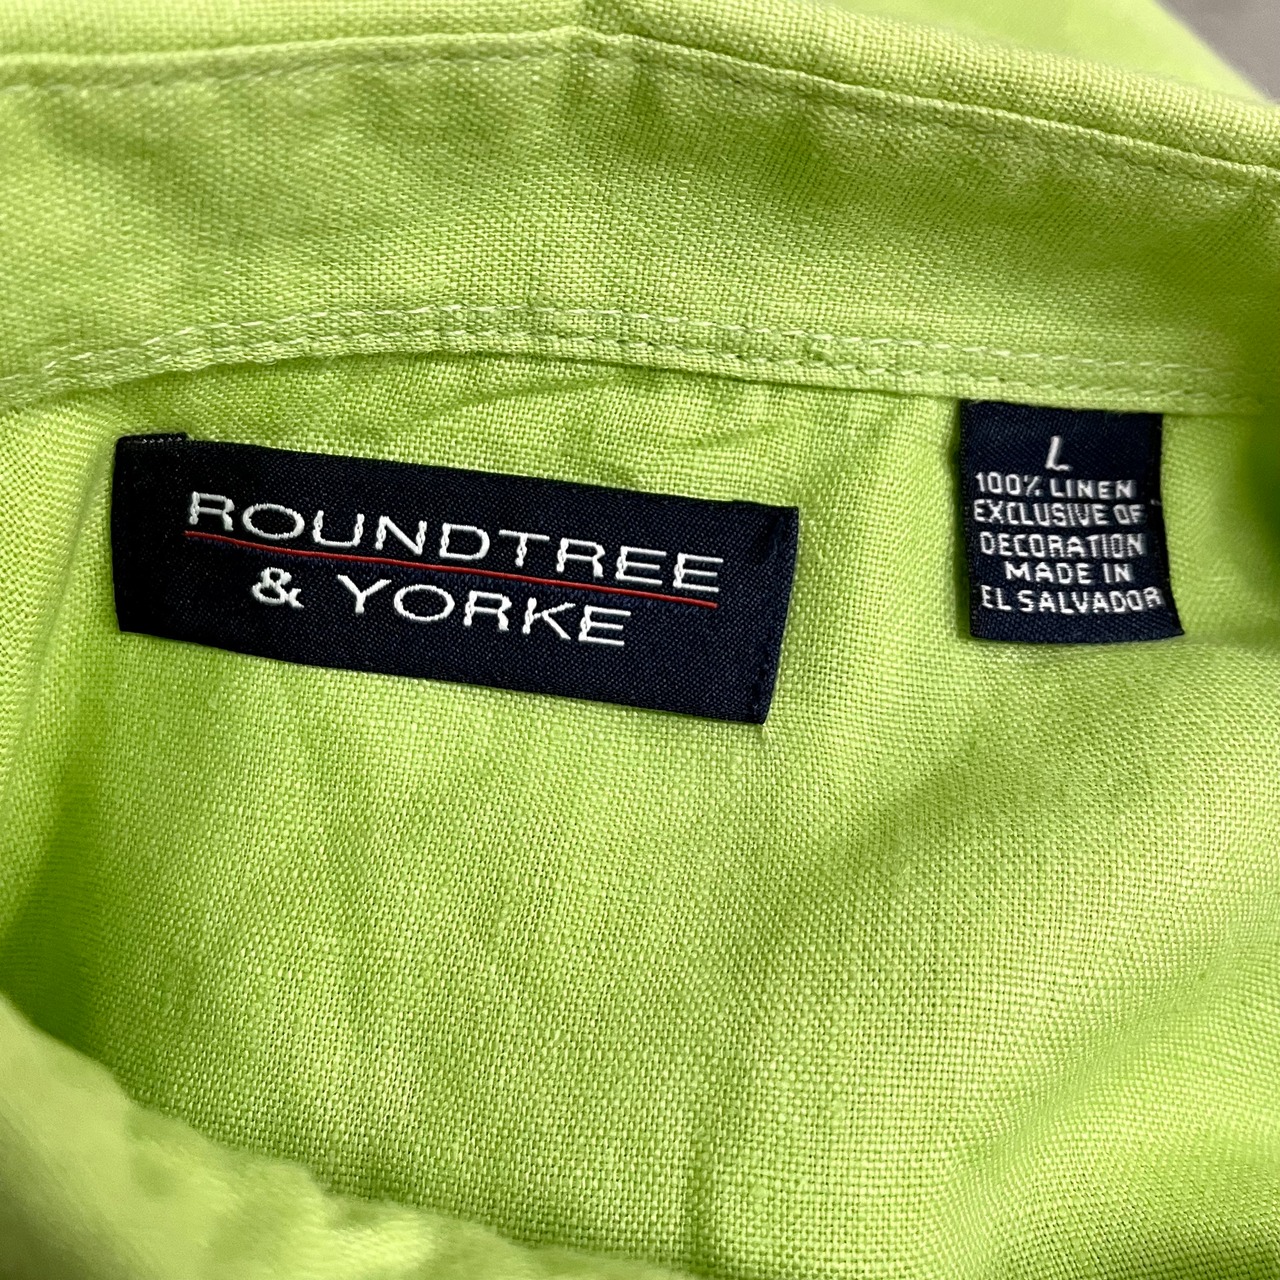 ROUNDTREE
& YORKE
L
100% LINEN
EXCLUSIVE OF
DECORATION
MADE IN
EL SALVADOR